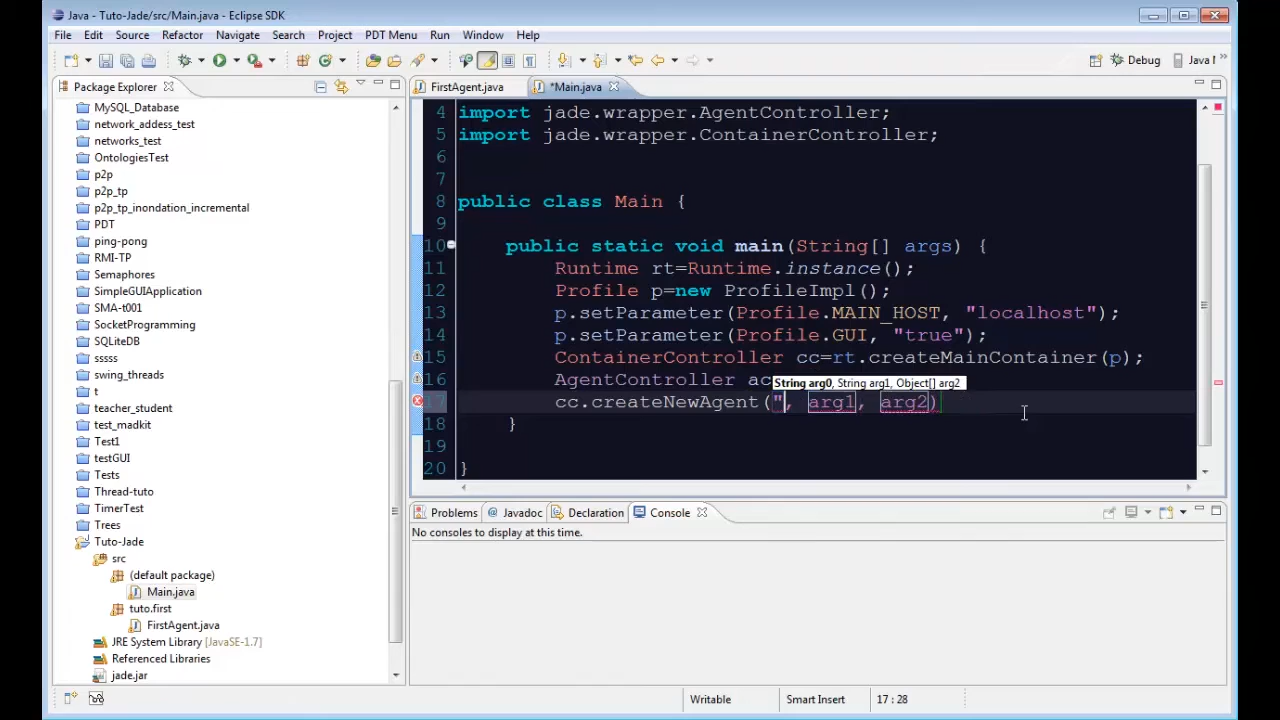 Java - Tuto-Jade/src/Main.java - Eclipse SDK
File Edit Source Refactor Navigate Search Project PDT Menu Run Window Help
Debug Java
Package Explorer
MySQL_Database
network_addess_test
networks_test
OntologiesTest
p2p
p2p_tp
p2p_tp_inondation_incremental
PDT
ping-pong
RMI-TP
Semaphores
SimpleGUIApplication
SMA-t001
SocketProgramming
SQLiteDB
sssss
swing_threads
t
teacher_student
test_madkit
Test1
testGUI
Tests
Thread-tuto
TimerTest
Trees
Tuto-Jade
src
(default package)
Main.java
tuto.first
FirstAgent.java
JRE System Library [JavaSE-1.7]
Referenced Libraries
jade.jar
FirstAgent.java *Main.java
4 import jade.wrapper.AgentController;
5 import jade.wrapper.ContainerController;
6
7
8 public class Main {
9
10 public static void main(String[] args) {
11 Runtime rt=Runtime.instance();
12 Profile p=new ProfileImpl();
13 p.setParameter(Profile.MAIN_HOST, "localhost");
14 p.setParameter(Profile.GUI, "true");
15 ContainerController cc=rt.createMainContainer(p);
16 AgentController ac
String arg0, String arg1, Object[] arg2
17 cc.createNewAgent(", arg1, arg2)
18 }
19
20 }
Problems @ Javadoc Declaration Console
No consoles to display at this time.
Writable Smart Insert 17 : 28